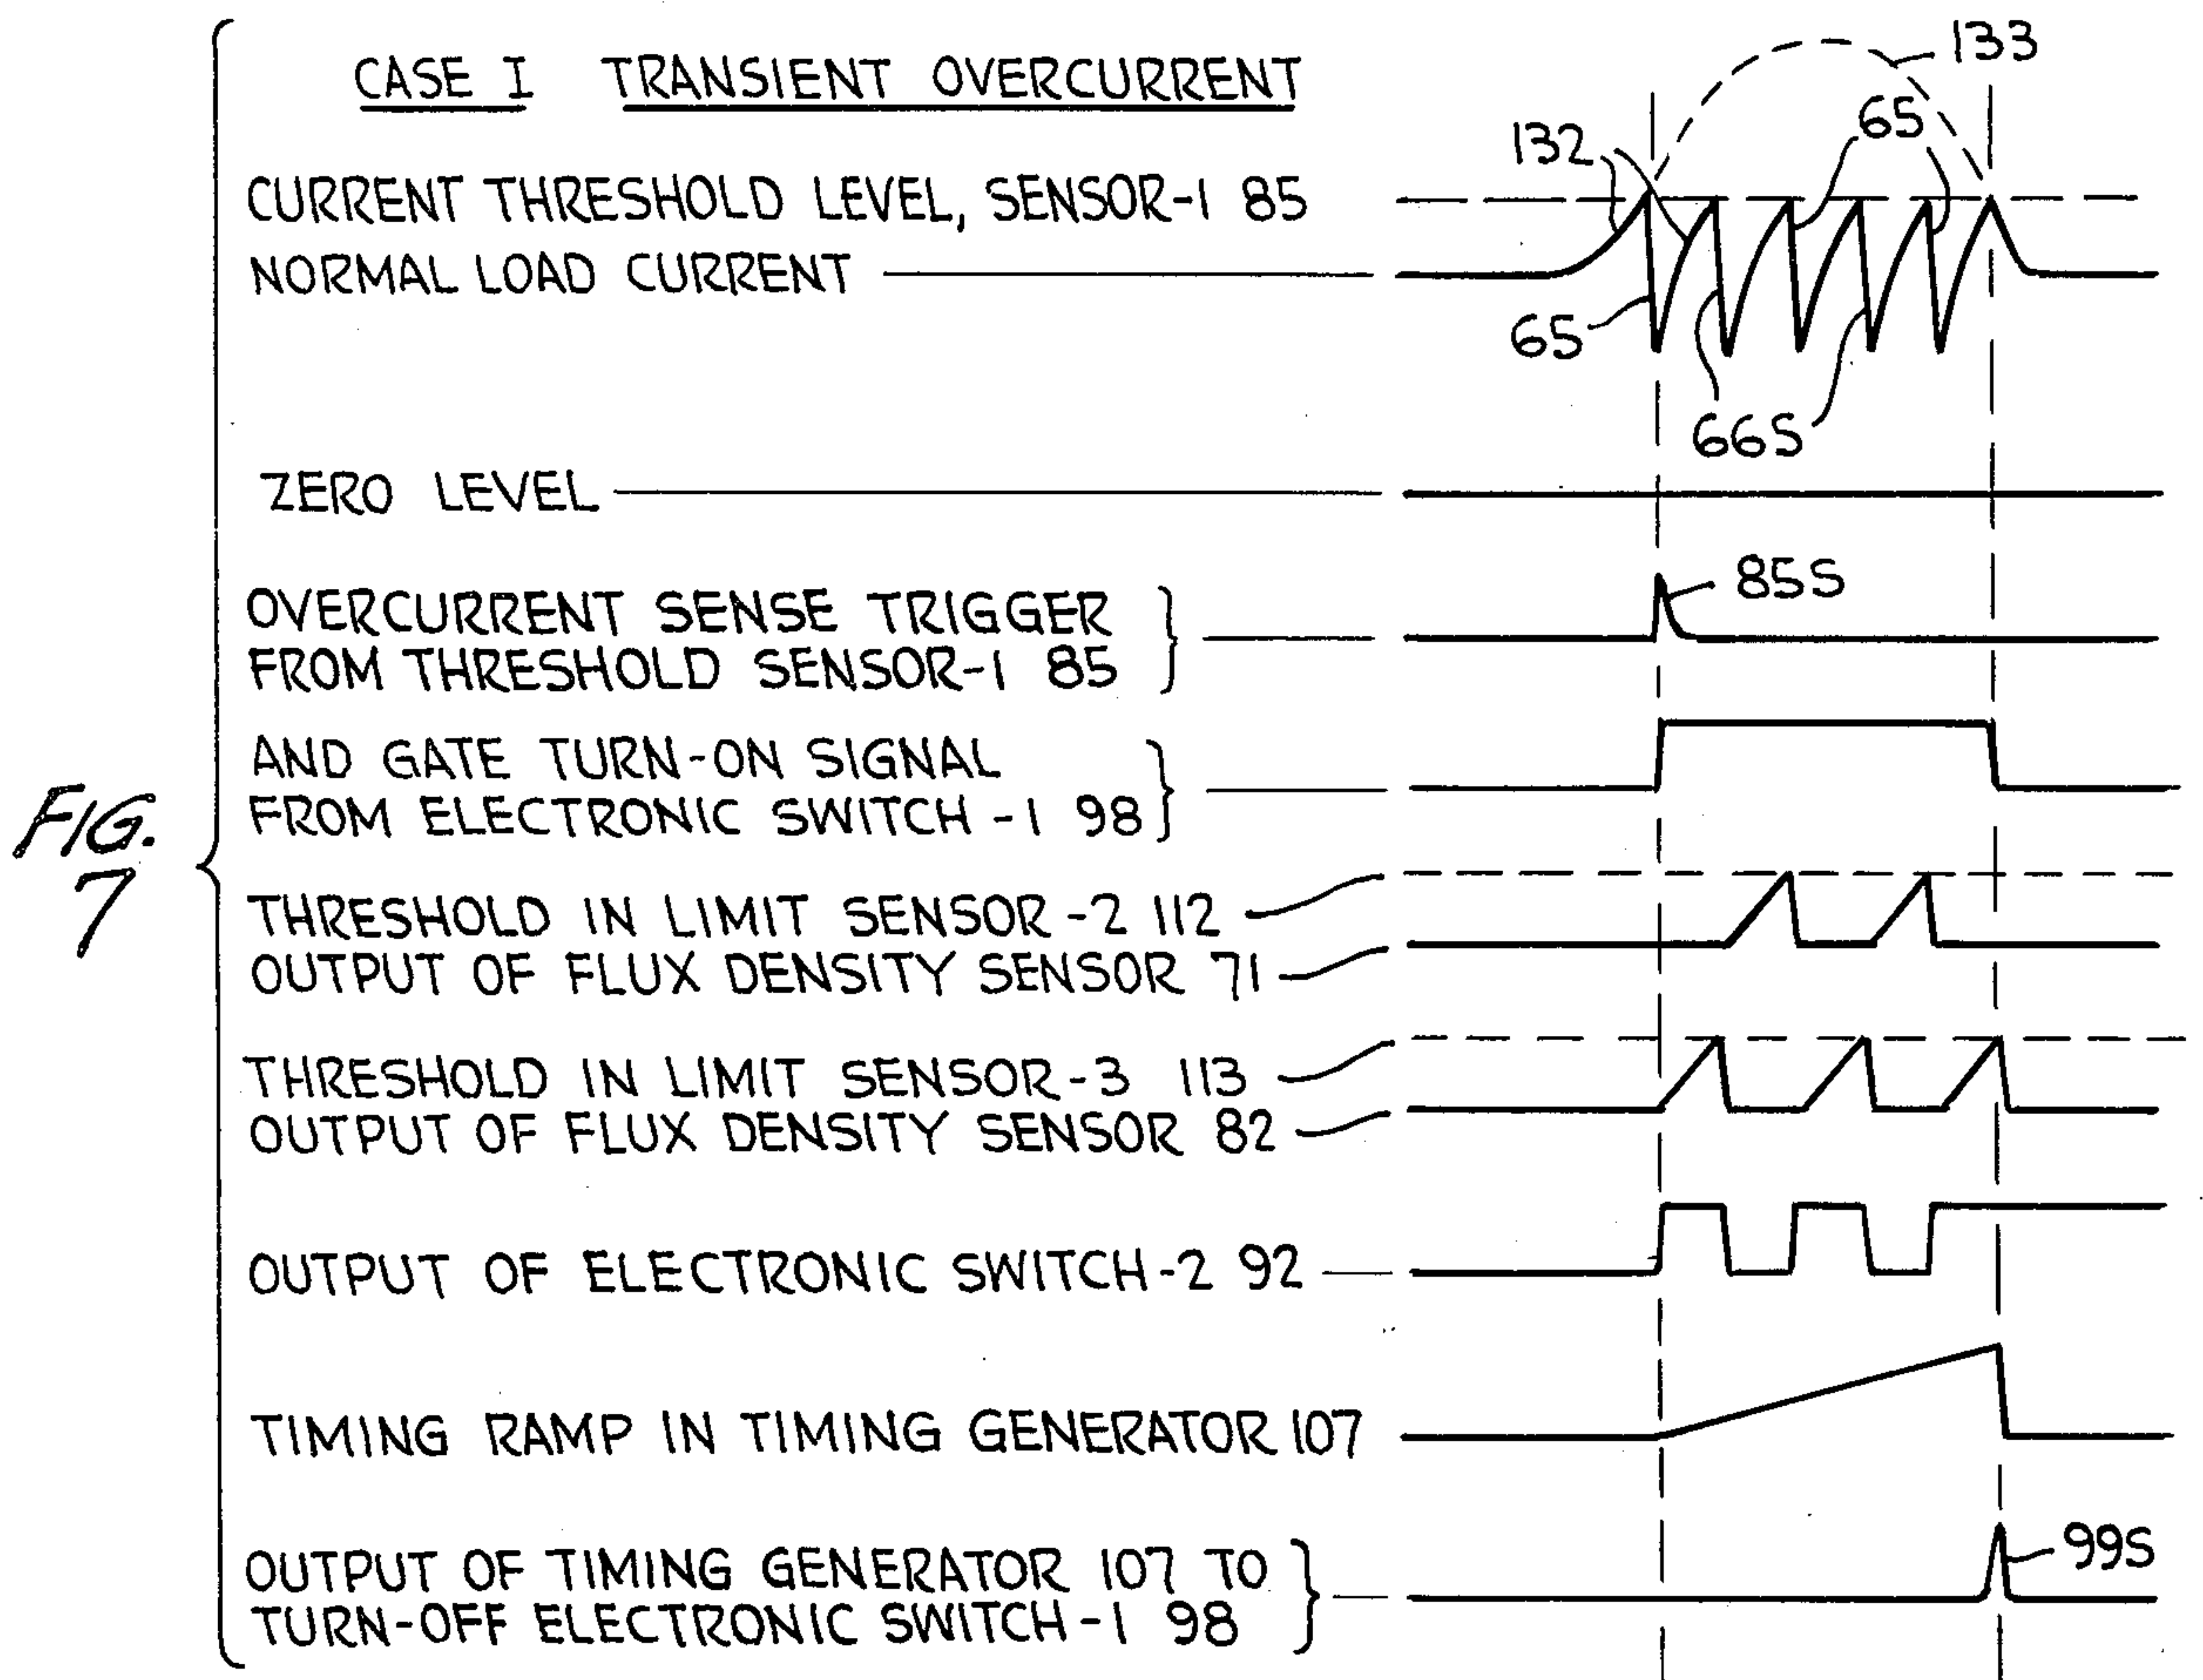 CASE I TRANSIENT OVERCURRENT
133
65
132
CURRENT THRESHOLD LEVEL, SENSOR-1 85
NORMAL LOAD CURRENT
65
66S
ZERO LEVEL
85S
OVERCURRENT SENSE TRIGGER
FROM THRESHOLD SENSOR-1 85
AND GATE TURN-ON SIGNAL
FROM ELECTRONIC SWITCH-1 98
FIG.
7
THRESHOLD IN LIMIT SENSOR-2 112
OUTPUT OF FLUX DENSITY SENSOR 71
THRESHOLD IN LIMIT SENSOR-3 113
OUTPUT OF FLUX DENSITY SENSOR 82
OUTPUT OF ELECTRONIC SWITCH-2 92
TIMING RAMP IN TIMING GENERATOR 107
OUTPUT OF TIMING GENERATOR 107 TO
TURN-OFF ELECTRONIC SWITCH-1 98
99S